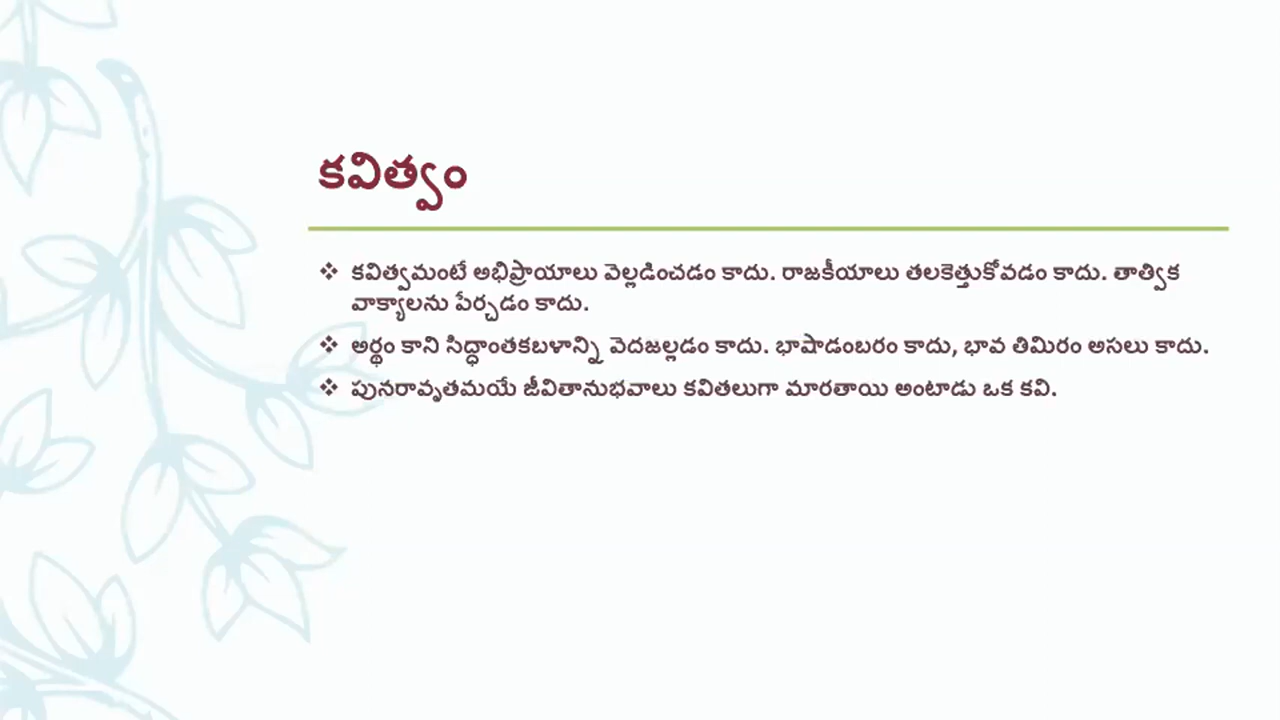 కవిత్వం
❖ కవిత్వమంటే అభిప్రాయాలు వెల్లడించడం కాదు. రాజకీయాలు తలకెత్తుకోవడం కాదు. తాత్విక
వాక్యాలను పేర్చడం కాదు.
❖ అర్థం కాని సిద్ధాంతకబళాన్ని వెదజల్లడం కాదు. భాషాడంబరం కాదు, భావ తిమిరం అసలు కాదు.
❖ పునరావృతమయే జీవితానుభవాలు కవితలుగా మారతాయి అంటాడు ఒక కవి.